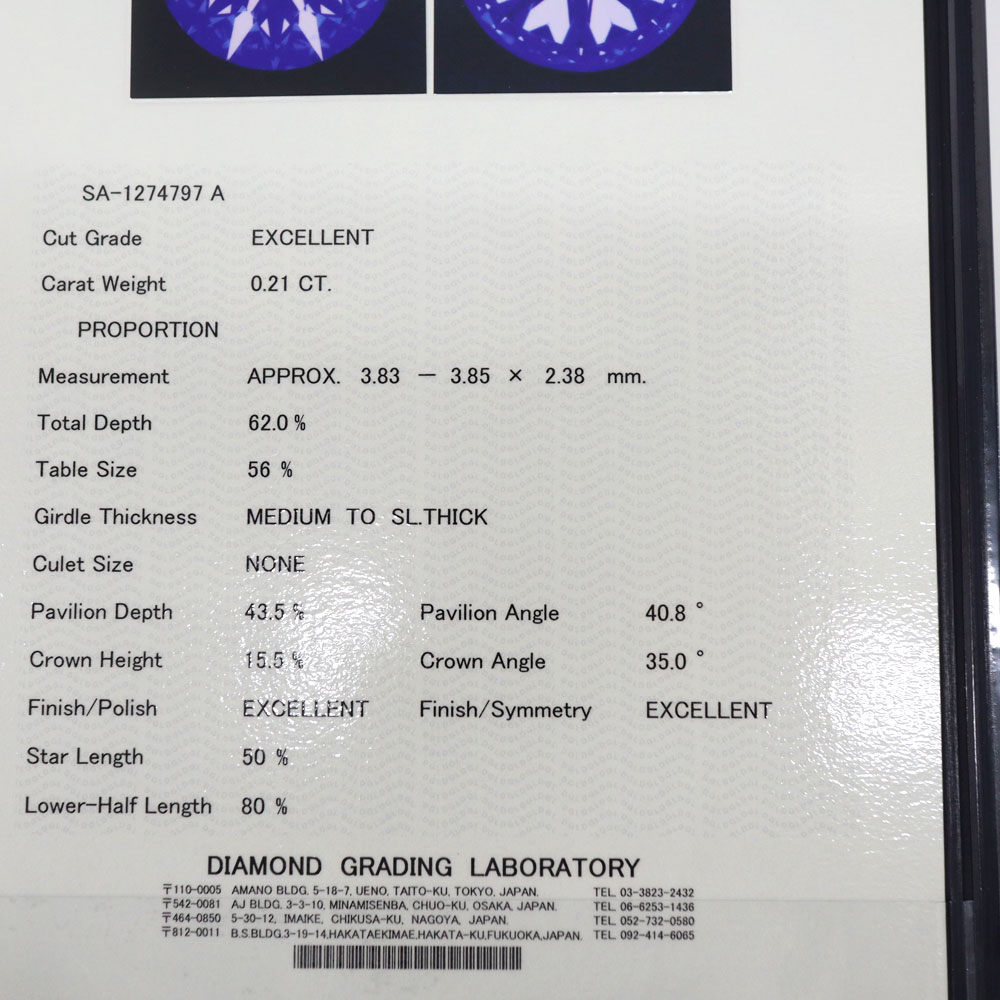 SA-1274797 A
Cut Grade EXCELLENT
Carat Weight 0.21 CT.
PROPORTION
Measurement APPROX. 3.83 — 3.85 × 2.38 mm.
Total Depth 62.0 %
Table Size 56 %
Girdle Thickness MEDIUM TO SL.THICK
Culet Size NONE
Pavilion Depth 43.5 % Pavilion Angle 40.8 °
Crown Height 15.5 % Crown Angle 35.0 °
Finish/Polish EXCELLENT Finish/Symmetry EXCELLENT
Star Length 50 %
Lower-Half Length 80 %
DIAMOND GRADING LABORATORY
〒110-0005 AMANO BLDG. 5-18-7, UENO, TAITO-KU, TOKYO, JAPAN. TEL. 03-3823-2432
〒542-0081 AJ BLDG. 3-3-10, MINAMISENBA, CHUO-KU, OSAKA, JAPAN. TEL. 06-6253-1436
〒464-0850 5-30-12, IMAIKE, CHIKUSA-KU, NAGOYA, JAPAN. TEL. 052-732-0580
〒812-0011 B.S.BLDG.3-19-14,HAKATAEKIMAE,HAKATA-KU,FUKUOKA,JAPAN. TEL. 092-414-6065